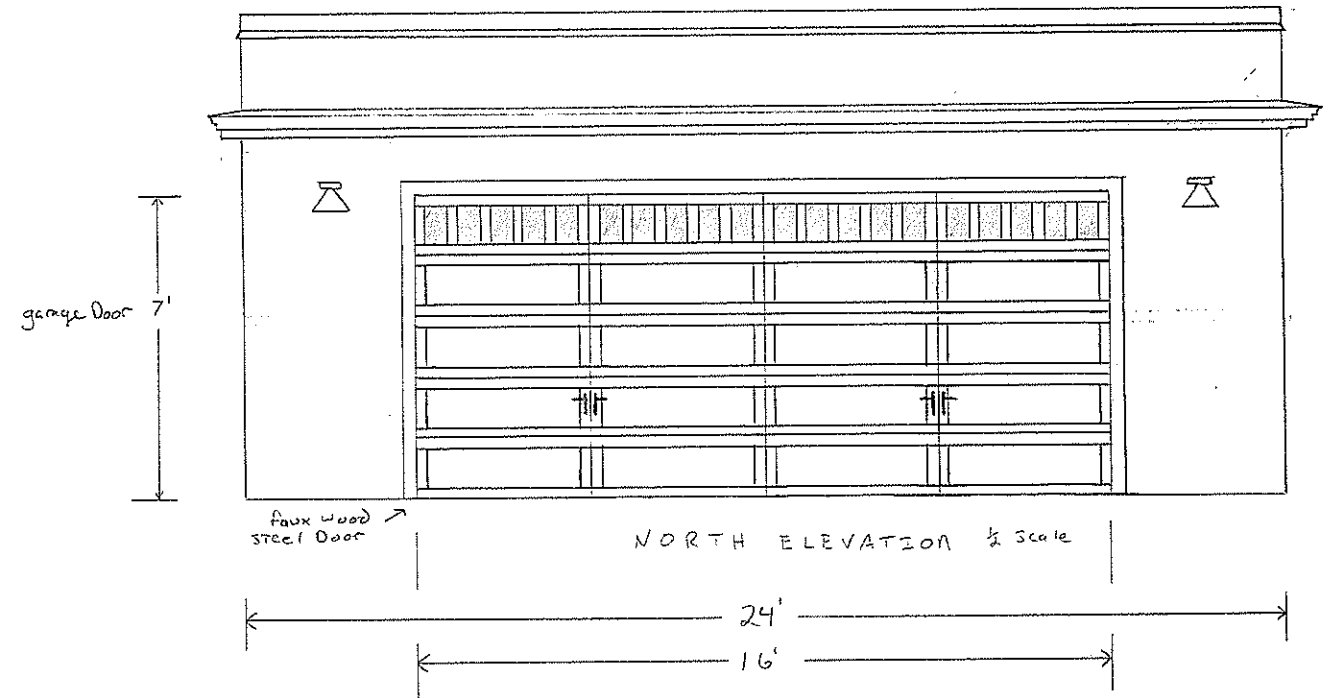 garage Door 7'
faux wood
steel Door
NORTH ELEVATION ½ Scale
24'
16'